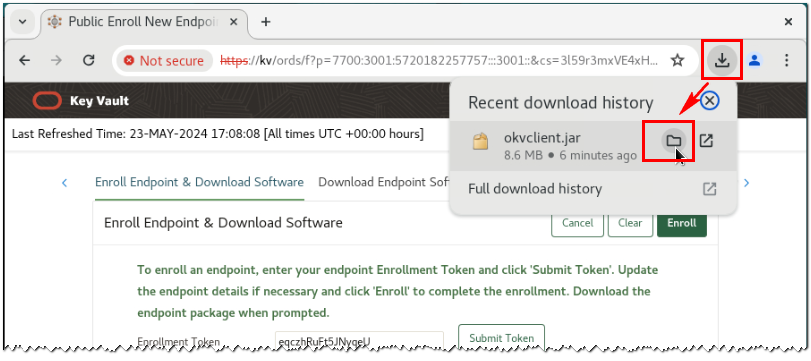 Public Enroll New Endpoin
Not secure https://kv/ords/f?p=7700:3001:5720182257757:::3001::&cs=3l59r3mxVE4xH...
Key Vault
Recent download history
Last Refreshed Time: 23-MAY-2024 17:08:08 [All times UTC +00:00 hours]
okvclient.jar
8.6 MB • 6 minutes ago
Enroll Endpoint & Download Software Download Endpoint Sof
Full download history
Enroll Endpoint & Download Software Cancel Clear Enroll
To enroll an endpoint, enter your endpoint Enrollment Token and click 'Submit Token'. Update
the endpoint details if necessary and click 'Enroll' to complete the enrollment. Download the
endpoint package when prompted.
Enrollment Token Submit Token